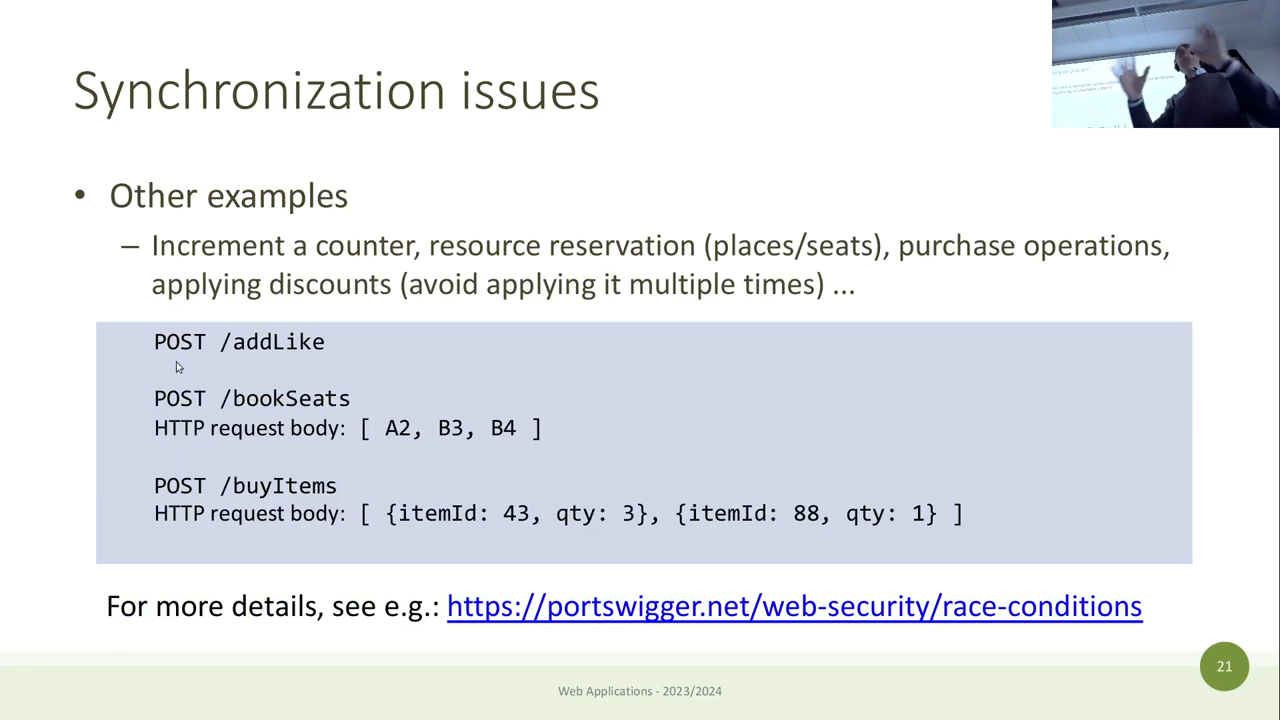 Synchronization issues
• Other examples
– Increment a counter, resource reservation (places/seats), purchase operations,
applying discounts (avoid applying it multiple times) ...
POST /addLike
POST /bookSeats
HTTP request body: [ A2, B3, B4 ]
POST /buyItems
HTTP request body: [ {itemId: 43, qty: 3}, {itemId: 88, qty: 1} ]
For more details, see e.g.: https://portswigger.net/web-security/race-conditions
21
Web Applications - 2023/2024